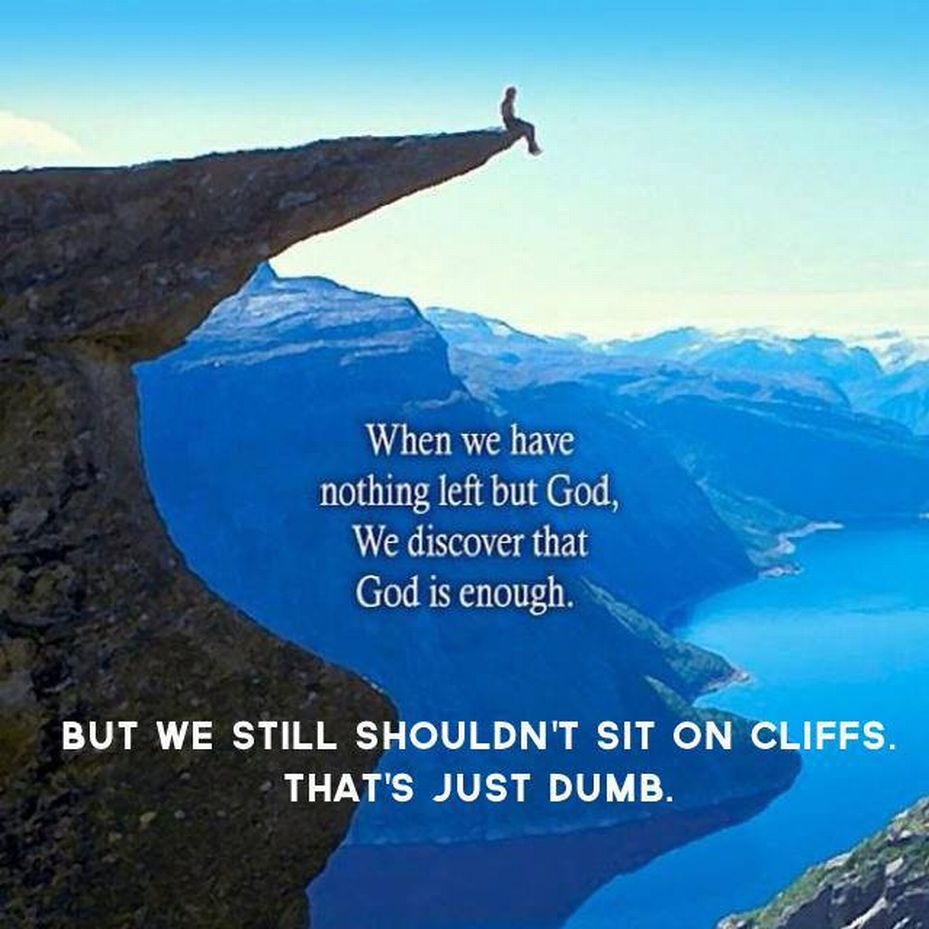 When we have
nothing left but God,
We discover that
God is enough.
BUT WE STILL SHOULDN'T SIT ON CLIFFS.
THAT'S JUST DUMB.